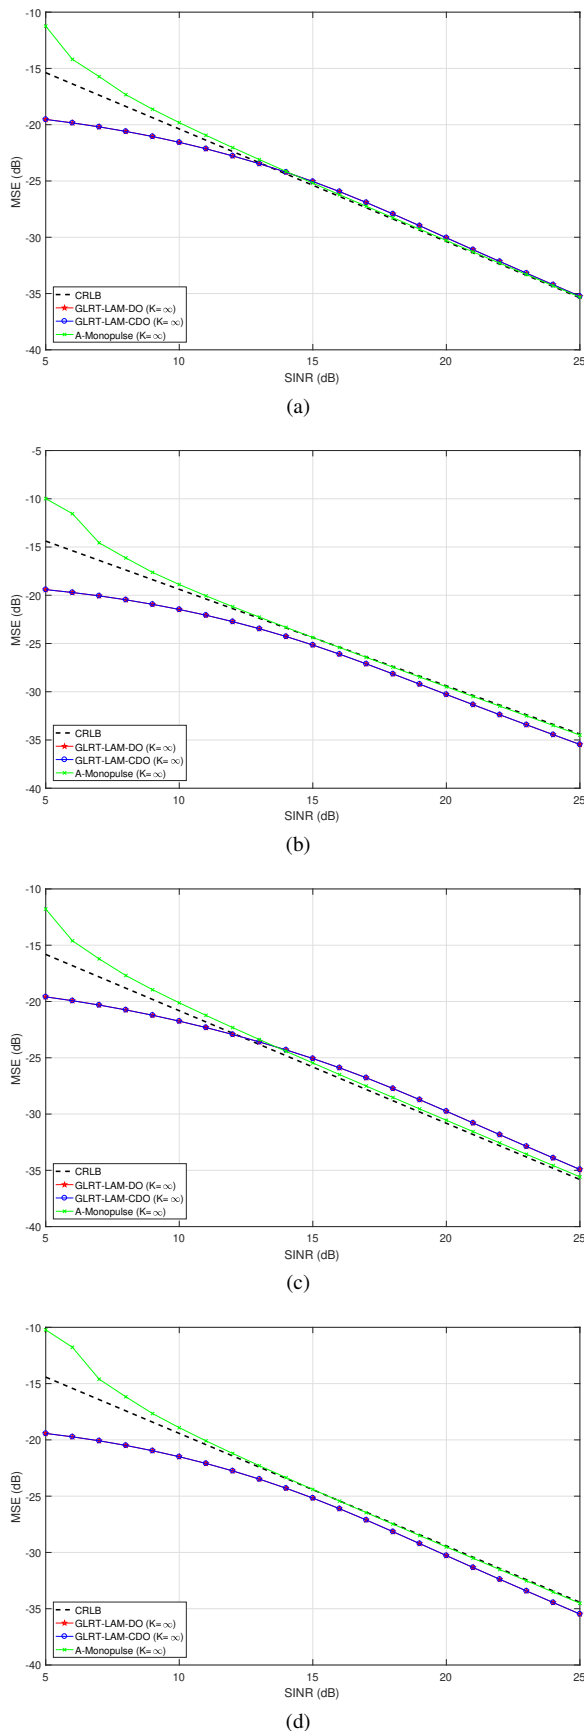 -10
-15
-20
-25
-30
-35
-40
MSE (dB)
CRLB
GLRT-LAM-DO (K=∞)
GLRT-LAM-CDO (K=∞)
A-Monopulse (K=∞)
5 10 15 20 25
SINR (dB)
(a)
-5
-10
-15
-20
-25
-30
-35
-40
MSE (dB)
CRLB
GLRT-LAM-DO (K=∞)
GLRT-LAM-CDO (K=∞)
A-Monopulse (K=∞)
5 10 15 20 25
SINR (dB)
(b)
-10
-15
-20
-25
-30
-35
-40
MSE (dB)
CRLB
GLRT-LAM-DO (K=∞)
GLRT-LAM-CDO (K=∞)
A-Monopulse (K=∞)
5 10 15 20 25
SINR (dB)
(c)
-10
-15
-20
-25
-30
-35
-40
MSE (dB)
CRLB
GLRT-LAM-DO (K=∞)
GLRT-LAM-CDO (K=∞)
A-Monopulse (K=∞)
5 10 15 20 25
SINR (dB)
(d)